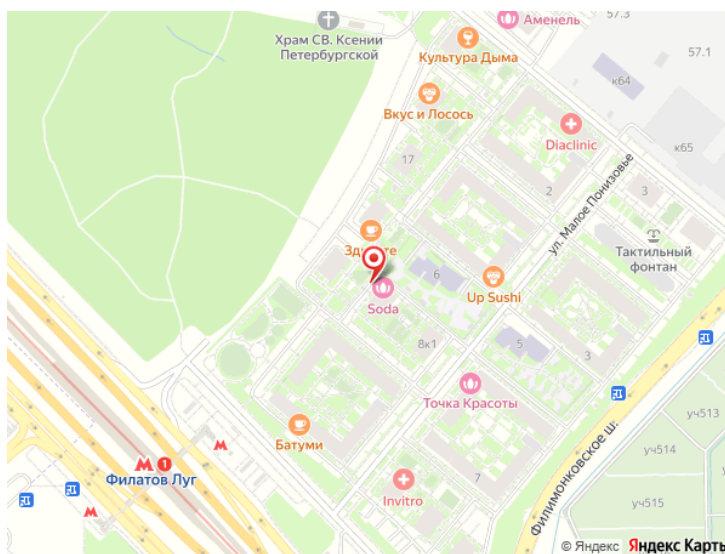 Аменель
57.3
Храм СВ. Ксении
Петербургской
Культура Дыма
57.1
к64
Вкус и Лосось
Diaclinic
к65
17
2
3
ул. Малое Понизовье
Тактильный
фонтан
6
Up Sushi
Soda
8к1
5
3
Точка Красоты
уч513
Батуми
уч514
Филатов Луг
1
7
Invitro
уч515
Филимонковское ш.
© Яндекс Яндекс Карты